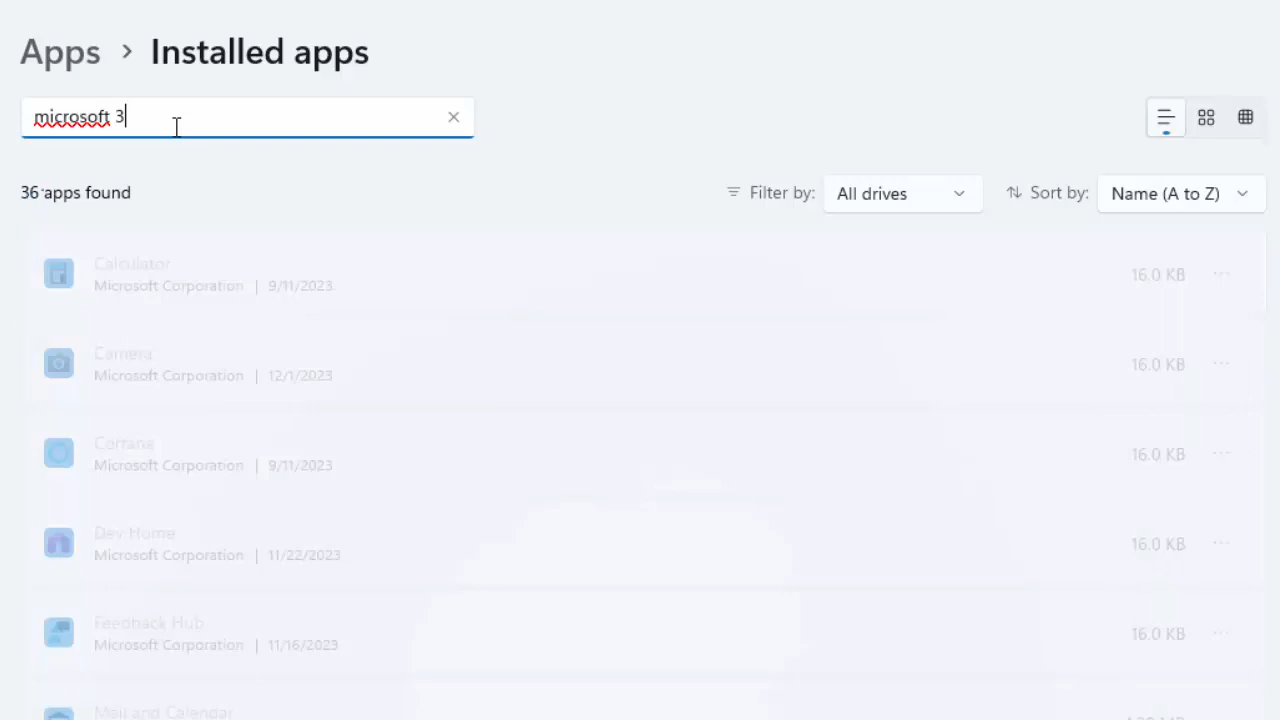 Apps > Installed apps
microsoft 3
36 apps found
Filter by: All drives
Sort by: Name (A to Z)
Calculator
Microsoft Corporation | 9/11/2023
16.0 KB
Camera
Microsoft Corporation | 12/1/2023
16.0 KB
Cortana
Microsoft Corporation | 9/11/2023
16.0 KB
Dev Home
Microsoft Corporation | 11/22/2023
16.0 KB
Feedback Hub
Microsoft Corporation | 11/16/2023
16.0 KB
Mail and Calendar